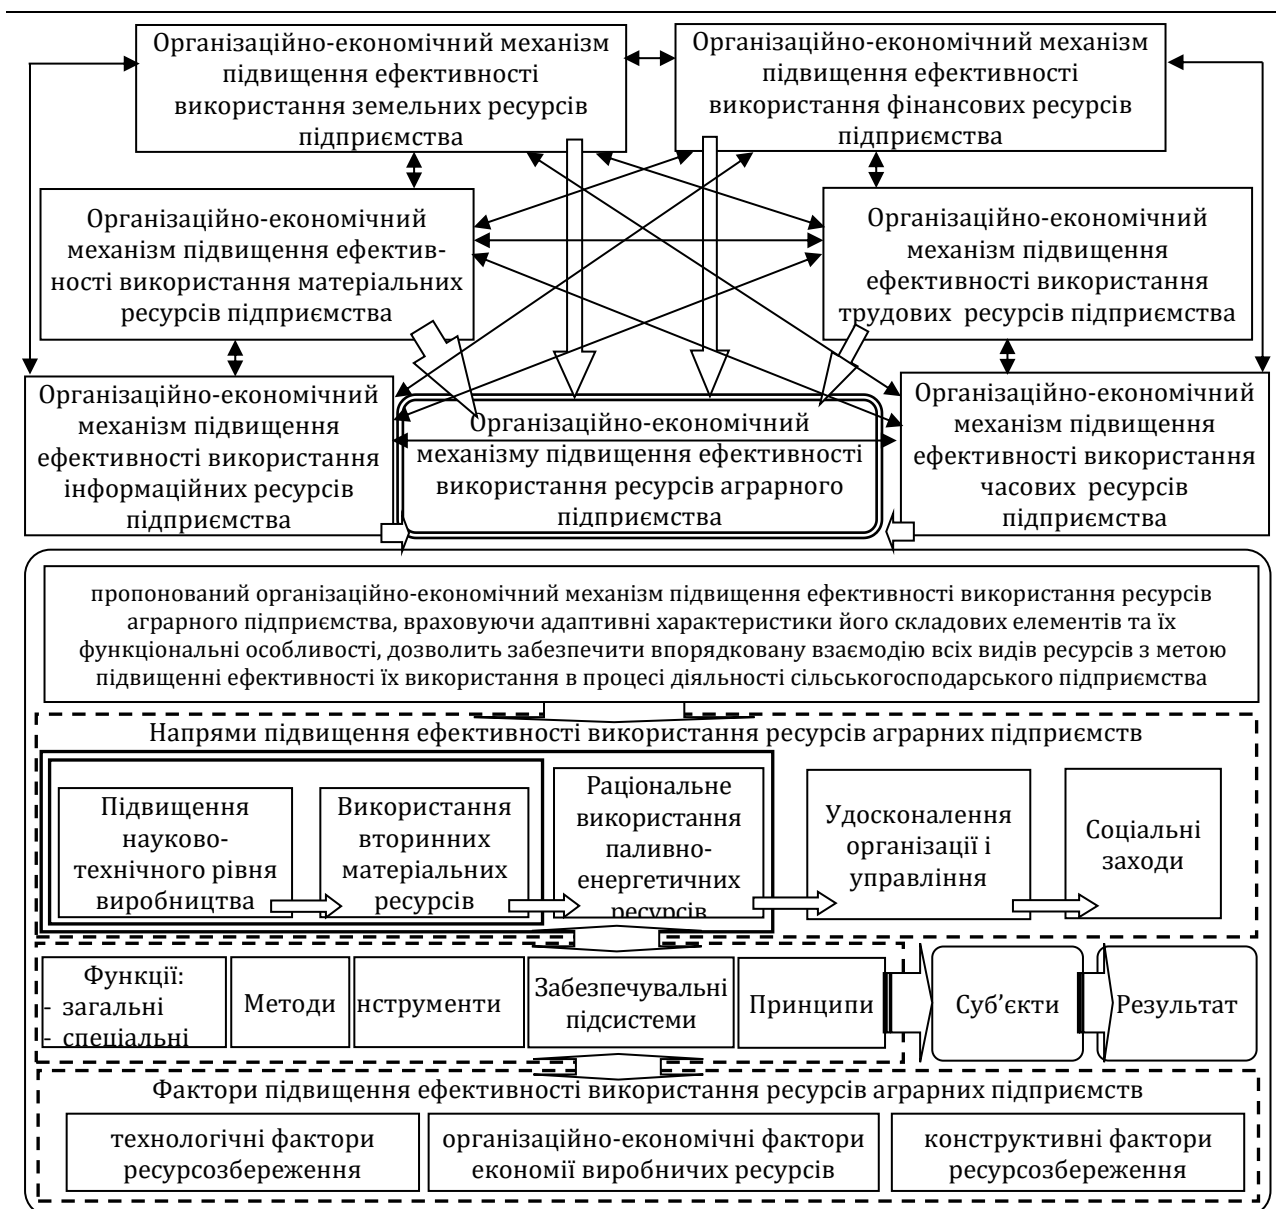 Організаційно-економічний механізм
підвищення ефективності
використання земельних ресурсів
підприємства
Організаційно-економічний механізм
підвищення ефективності
використання фінансових ресурсів
підприємства
Організаційно-економічний
механізм підвищення ефектив-
ності використання матеріальних
ресурсів підприємства
Організаційно-економічний
механізм підвищення
ефективності використання
трудових ресурсів підприємства
Організаційно-економічний
механізм підвищення
ефективності використання
інформаційних ресурсів
підприємства
Організаційно-економічний
механізму підвищення ефективності
використання ресурсів аграрного
підприємства
Організаційно-економічний
механізм підвищення
ефективності використання
часових ресурсів
підприємства
пропонований організаційно-економічний механізм підвищення ефективності використання ресурсів
аграрного підприємства, враховуючи адаптивні характеристики його складових елементів та їх
функціональні особливості, дозволить забезпечити впорядковану взаємодію всіх видів ресурсів з метою
підвищенні ефективності їх використання в процесі діяльності сільськогосподарського підприємства
Напрями підвищення ефективності використання ресурсів аграрних підприємств
Підвищення
науково-
технічного рівня
виробництва
Використання
вторинних
матеріальних
ресурсів
Раціональне
використання
паливно-
енергетичних
ресурсів
Удосконалення
організації і
управління
Соціальні
заходи
Функції:
- загальні
- спеціальні
Методи
нструменти
Забезпечувальні
підсистеми
Принципи
Суб’єкти
Результат
Фактори підвищення ефективності використання ресурсів аграрних підприємств
технологічні фактори
ресурсозбереження
організаційно-економічні фактори
економії виробничих ресурсів
конструктивні фактори
ресурсозбереження